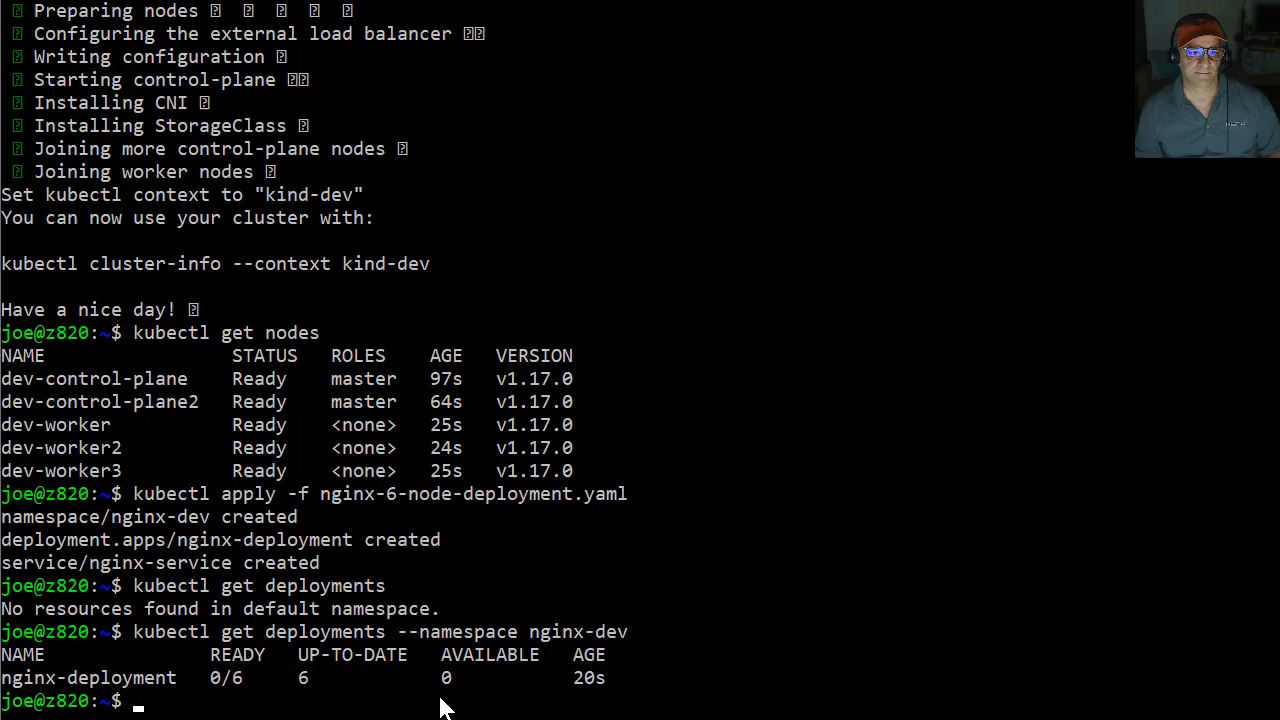 Preparing nodes
Configuring the external load balancer
Writing configuration
Starting control-plane
Installing CNI
Installing StorageClass
Joining more control-plane nodes
Joining worker nodes
Set kubectl context to "kind-dev"
You can now use your cluster with:
kubectl cluster-info --context kind-dev
Have a nice day!
joe@z820:~$ kubectl get nodes
NAME STATUS ROLES AGE VERSION
dev-control-plane Ready master 97s v1.17.0
dev-control-plane2 Ready master 64s v1.17.0
dev-worker Ready <none> 25s v1.17.0
dev-worker2 Ready <none> 24s v1.17.0
dev-worker3 Ready <none> 25s v1.17.0
joe@z820:~$ kubectl apply -f nginx-6-node-deployment.yaml
namespace/nginx-dev created
deployment.apps/nginx-deployment created
service/nginx-service created
joe@z820:~$ kubectl get deployments
No resources found in default namespace.
joe@z820:~$ kubectl get deployments --namespace nginx-dev
NAME READY UP-TO-DATE AVAILABLE AGE
nginx-deployment 0/6 6 0 20s
joe@z820:~$